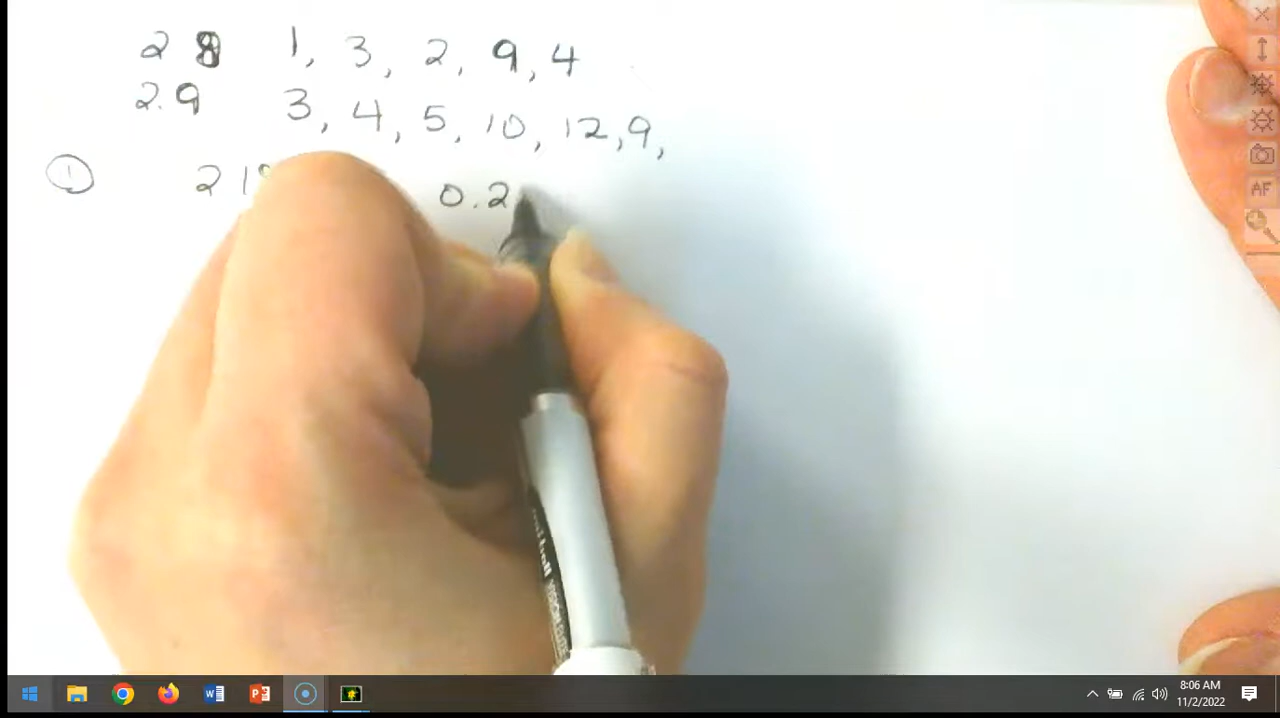 2 8 1, 3, 2, 9, 4
2.9 3, 4, 5, 10, 12, 9,
① 0.2
AF
8:06 AM
11/2/2022